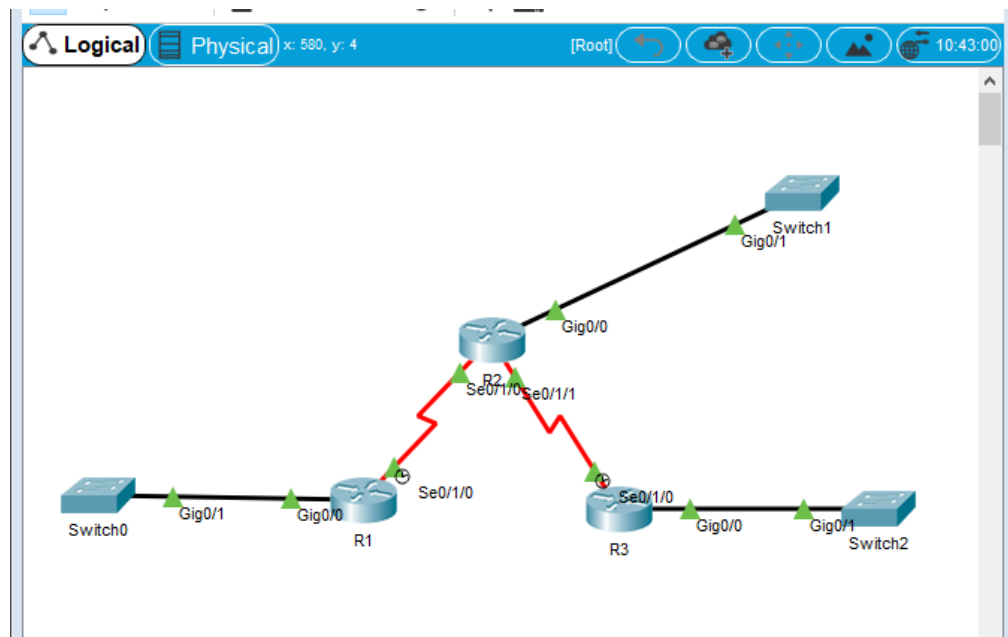 Logical Physical x: 580, y: 4 [Root] 10:43:00
Switch1
Gig0/1
Gig0/0
R2
Se0/1/0 Se0/1/1
Se0/1/0
Se0/1/0
Gig0/1 Gig0/0
Gig0/0 Gig0/1
Switch0
R1
R3
Switch2